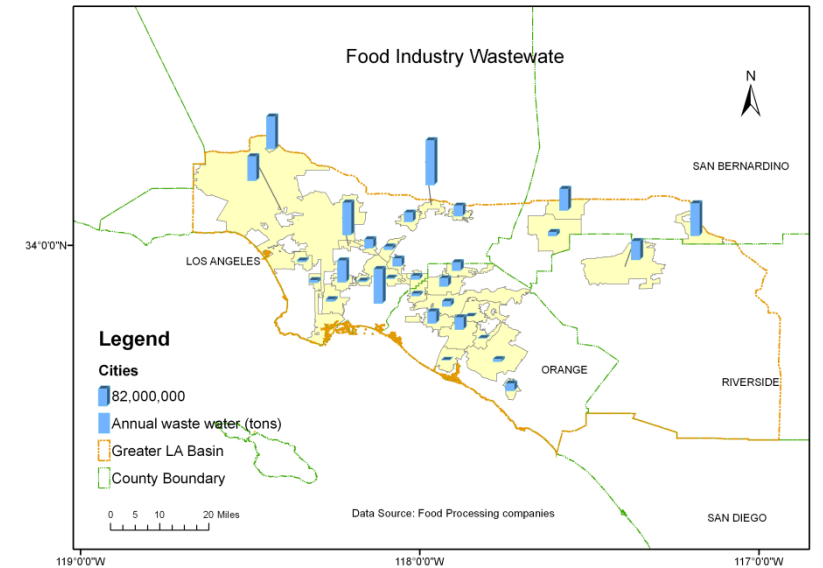 Food Industry Wastewate
N
SAN BERNARDINO
34°0'0"N
LOS ANGELES
ORANGE
RIVERSIDE
SAN DIEGO
Legend
Cities
82,000,000
Annual waste water (tons)
Greater LA Basin
County Boundary
0 5 10 20 Miles
Data Source: Food Processing companies
119°0'0"W 118°0'0"W 117°0'0"W